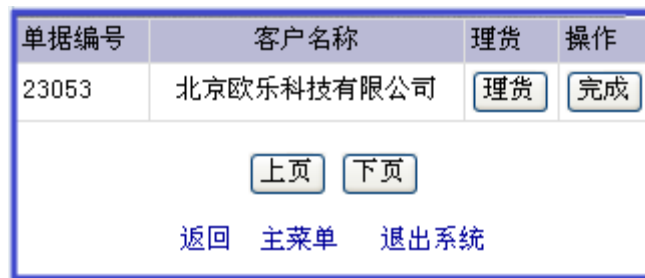 单据编号 客户名称 理货 操作
23053 北京欧乐科技有限公司 理货 完成
上页 下页
返回 主菜单 退出系统